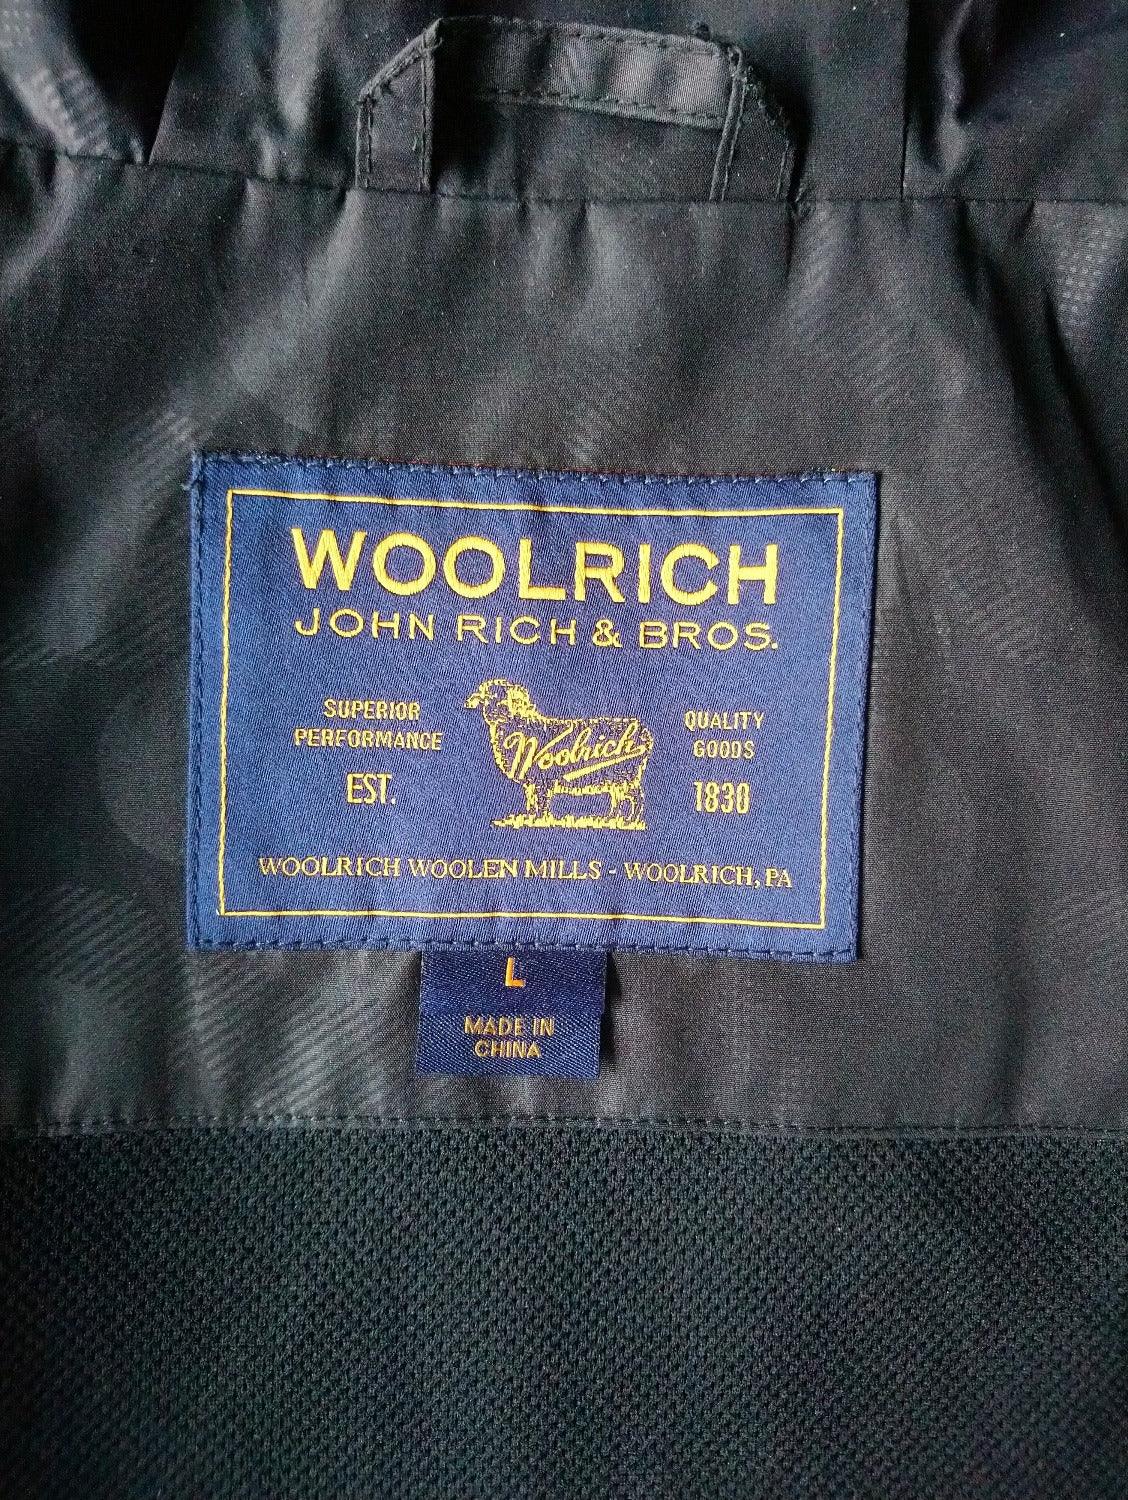 WOOLRICH
JOHN RICH & BROS.
SUPERIOR
PERFORMANCE
EST.
Woolrich
QUALITY
GOODS
1830
WOOLRICH WOOLEN MILLS - WOOLRICH, PA
L
MADE IN
CHINA